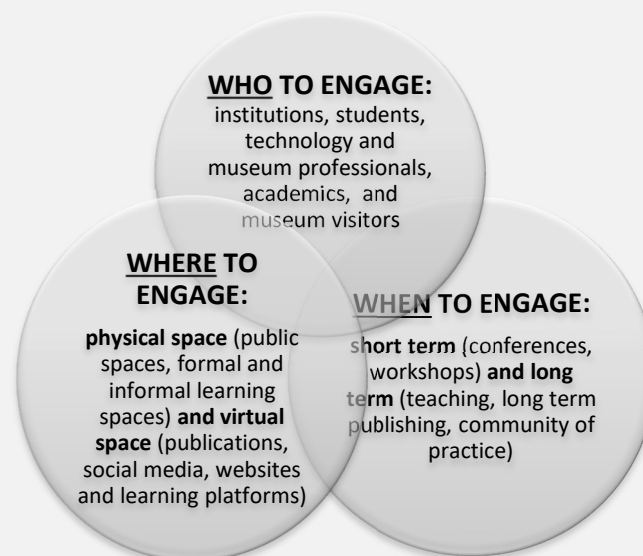 WHO TO ENGAGE:
institutions, students,
technology and
museum professionals,
academics, and
museum visitors
WHERE TO
ENGAGE:
physical space (public
spaces, formal and
informal learning
spaces) and virtual
space (publications,
social media, websites
and learning platforms)
WHEN TO ENGAGE:
short term (conferences,
workshops) and long
term (teaching, long term
publishing, community of
practice)